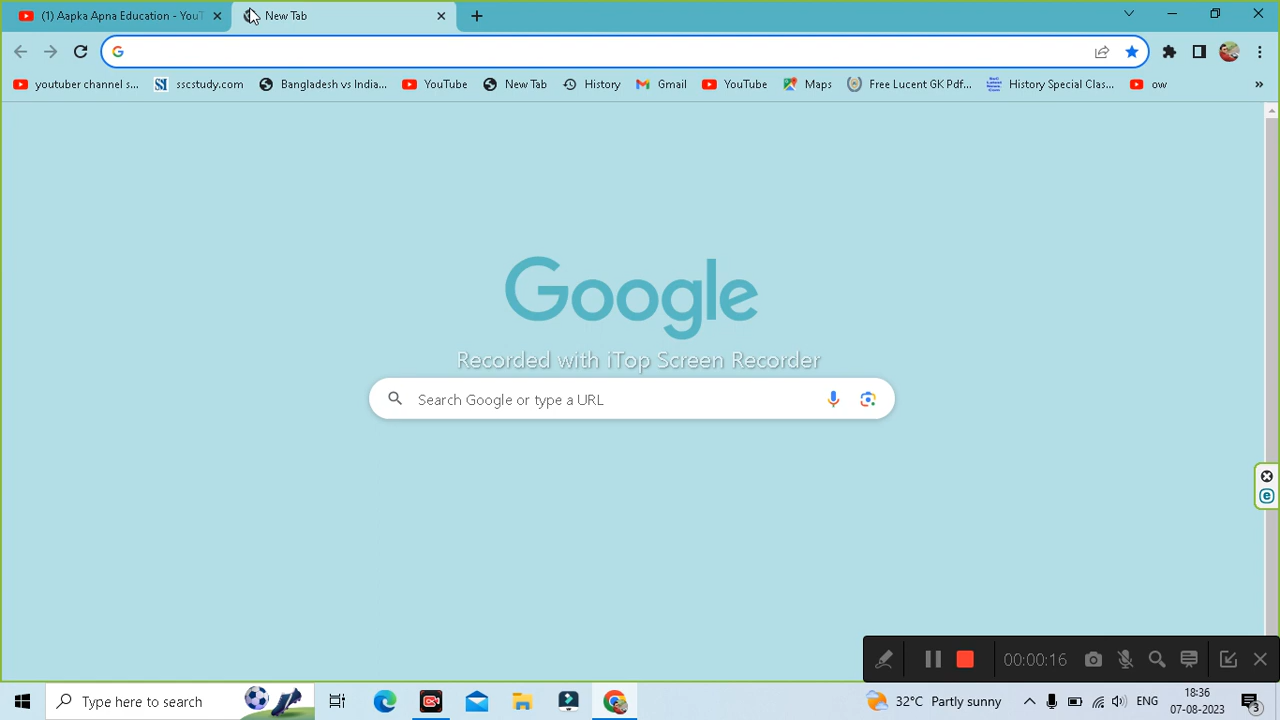 (1) Aapka Apna Education - YouT
New Tab
youtuber channel s...
sscstudy.com
Bangladesh vs India...
YouTube
New Tab
History
Gmail
YouTube
Maps
Free Lucent GK Pdf...
History Special Clas...
ow
»
Google
Recorded with iTop Screen Recorder
Search Google or type a URL
00:00:16
Type here to search
32°C Partly sunny
ENG
18:36
07-08-2023
3